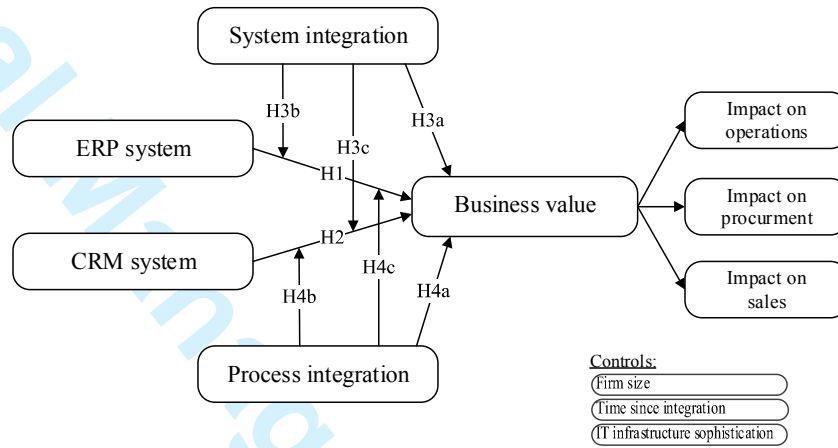 System integration
H3b
H3c
H3a
ERP system
H1
Business value
H2
CRM system
H4b
H4c
H4a
Process integration
Impact on
operations
Impact on
procurment
Impact on
sales
Controls:
Firm size
Time since integration
IT infrastructure sophistication